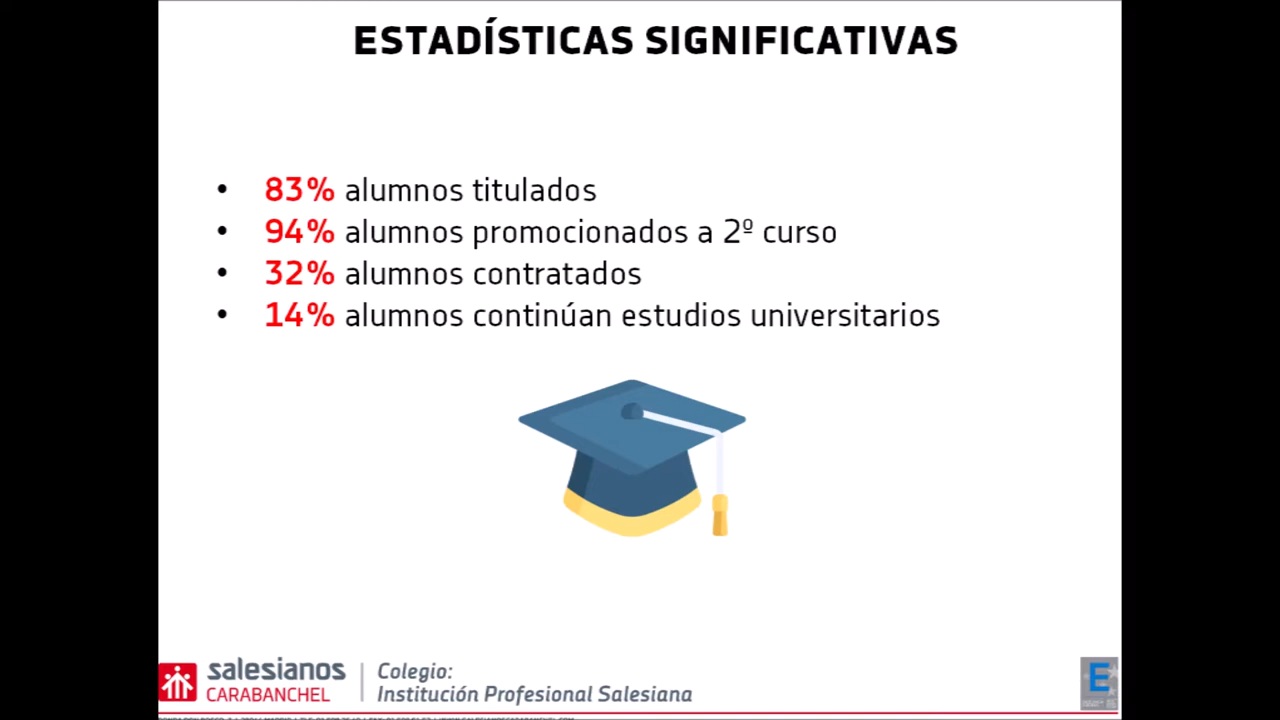 ESTADÍSTICAS SIGNIFICATIVAS
• 83% alumnos titulados
• 94% alumnos promocionados a 2º curso
• 32% alumnos contratados
• 14% alumnos continúan estudios universitarios
salesianos
CARABANCHEL
Colegio:
Institución Profesional Salesiana
E